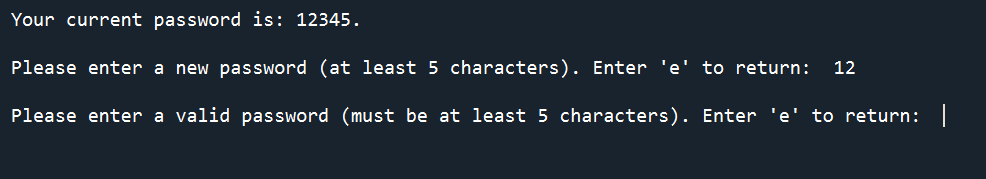 Your current password is: 12345.
Please enter a new password (at least 5 characters). Enter 'e' to return:  12
Please enter a valid password (must be at least 5 characters). Enter 'e' to return: